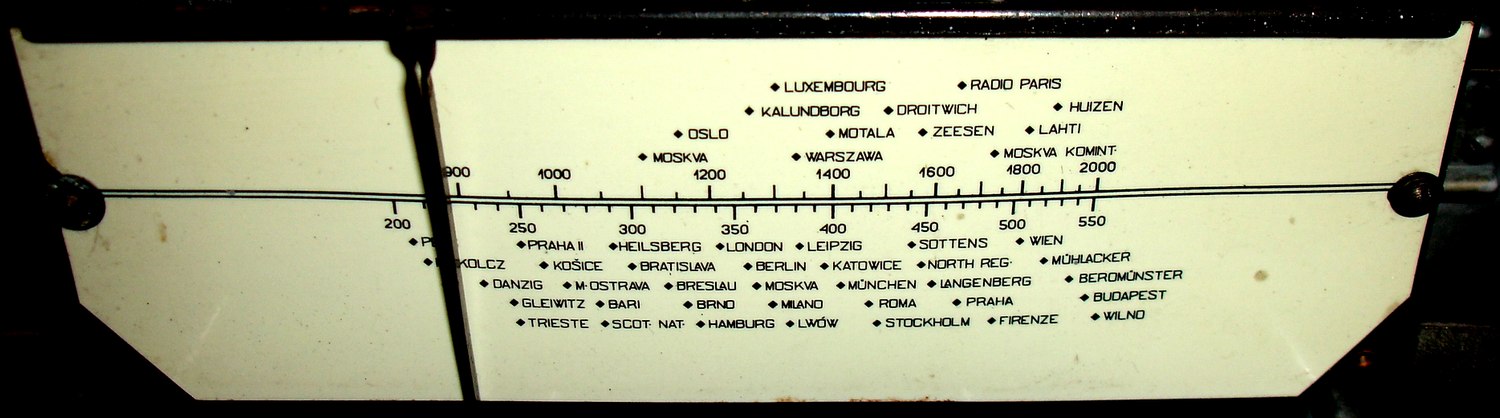 ◆ LUXEMBOURG ◆ RADIO PARIS
◆ KALUNDBORG ◆ DROITWICH ◆ HUIZEN
◆ OSLO ◆ MOTALA ◆ ZEESEN ◆ LAHTI
◆ MOSKVA ◆ WARSZAWA ◆ MOSKVA KOMINT·
900 1000 1200 1400 1600 1800 2000
200 250 300 350 400 450 500 550
◆ ◆ PRAHA II ◆ HEILSBERG ◆ LONDON ◆ LEIPZIG ◆ SOTTENS ◆ WIEN
◆ ◆ KOŠICE ◆ BRATISLAVA ◆ BERLIN ◆ KATOWICE ◆ NORTH REG· ◆ MÜHLACKER
◆ DANZIG ◆ M·OSTRAVA ◆ BRESLAU ◆ MOSKVA ◆ MÜNCHEN ◆ LANGENBERG ◆ BEROMÜNSTER
◆ GLEIWITZ ◆ BARI ◆ BRNO ◆ MILANO ◆ ROMA ◆ PRAHA ◆ BUDAPEST
◆ TRIESTE ◆ SCOT· NAT· ◆ HAMBURG ◆ LWÓW ◆ STOCKHOLM ◆ FIRENZE ◆ WILNO